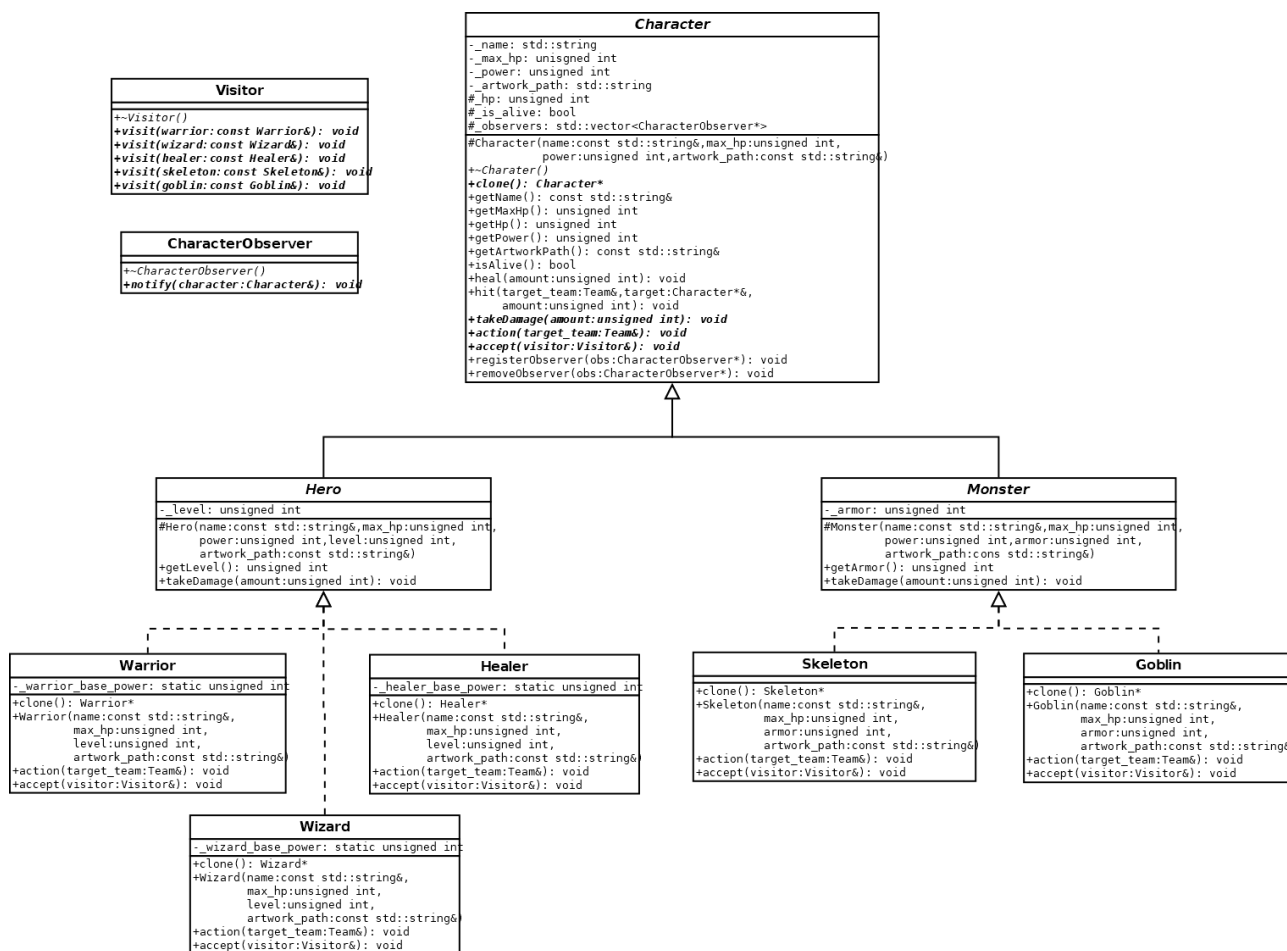 Character
-_name: std::string
-_max_hp: unisgned int
-_power: unsigned int
-_artwork_path: std::string
#_hp: unsigned int
#_is_alive: bool
#_observers: std::vector<CharacterObserver*>
#Character(name:const std::string&,max_hp:unsigned int,
power:unsigned int,artwork_path:const std::string&)
+~Charater()
+clone(): Character*
+getName(): const std::string&
+getMaxHp(): unsigned int
+getHp(): unsigned int
+getPower(): unsigned int
+getArtworkPath(): const std::string&
+isAlive(): bool
+heal(amount:unsigned int): void
+hit(target_team:Team&,target:Character*&,
amount:unsigned int): void
+takeDamage(amount:unsigned int): void
+action(target_team:Team&): void
+accept(visitor:Visitor&): void
+registerObserver(obs:CharacterObserver*): void
+removeObserver(obs:CharacterObserver*): void
Visitor
+~Visitor()
+visit(warrior:const Warrior&): void
+visit(wizard:const Wizard&): void
+visit(healer:const Healer&): void
+visit(skeleton:const Skeleton&): void
+visit(goblin:const Goblin&): void
CharacterObserver
+~CharacterObserver()
+notify(character:Character&): void
Hero
-_level: unsigned int
#Hero(name:const std::string&,max_hp:unsigned int,
power:unsigned int,level:unsigned int,
artwork_path:const std::string&)
+getLevel(): unsigned int
+takeDamage(amount:unsigned int): void
Monster
-_armor: unsigned int
#Monster(name:const std::string&,max_hp:unsigned int,
power:unsigned int,armor:unsigned int,
artwork_path:cons std::string&)
+getArmor(): unsigned int
+takeDamage(amount:unsigned int): void
Warrior
-_warrior_base_power: static unsigned int
+clone(): Warrior*
+Warrior(name:const std::string&,
max_hp:unsigned int,
level:unsigned int,
artwork_path:const std::string&)
+action(target_team:Team&): void
+accept(visitor:Visitor&): void
Healer
-_healer_base_power: static unsigned int
+clone(): Healer*
+Healer(name:const std::string&,
max_hp:unsigned int,
level:unsigned int,
artwork_path:const std::string&)
+action(target_team:Team&): void
+accept(visitor:Visitor&): void
Skeleton
+clone(): Skeleton*
+Skeleton(name:const std::string&,
max_hp:unsigned int,
armor:unsigned int,
artwork_path:const std::string&)
+action(target_team:Team&): void
+accept(visitor:Visitor&): void
Goblin
+clone(): Goblin*
+Goblin(name:const std::string&,
max_hp:unsigned int,
armor:unsigned int,
artwork_path:const std::string&
+action(target_team:Team&): void
+accept(visitor:Visitor&): void
Wizard
-_wizard_base_power: static unsigned int
+clone(): Wizard*
+Wizard(name:const std::string&,
max_hp:unsigned int,
level:unsigned int,
artwork_path:const std::string&)
+action(target_team:Team&): void
+accept(visitor:Visitor&): void